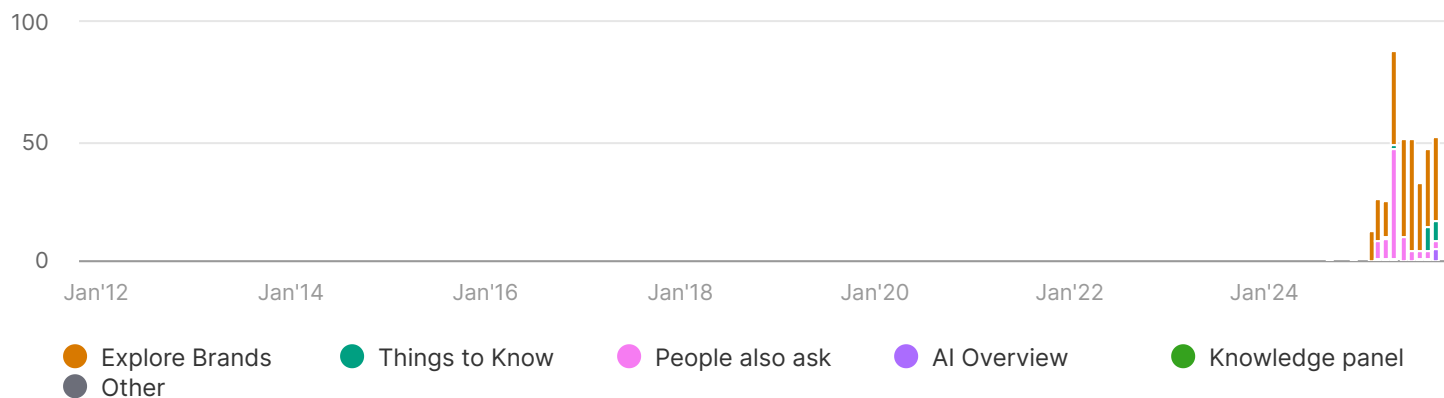 100
50
0
Jan'12 Jan'14 Jan'16 Jan'18 Jan'20 Jan'22 Jan'24
Explore Brands Things to Know People also ask AI Overview Knowledge panel
Other